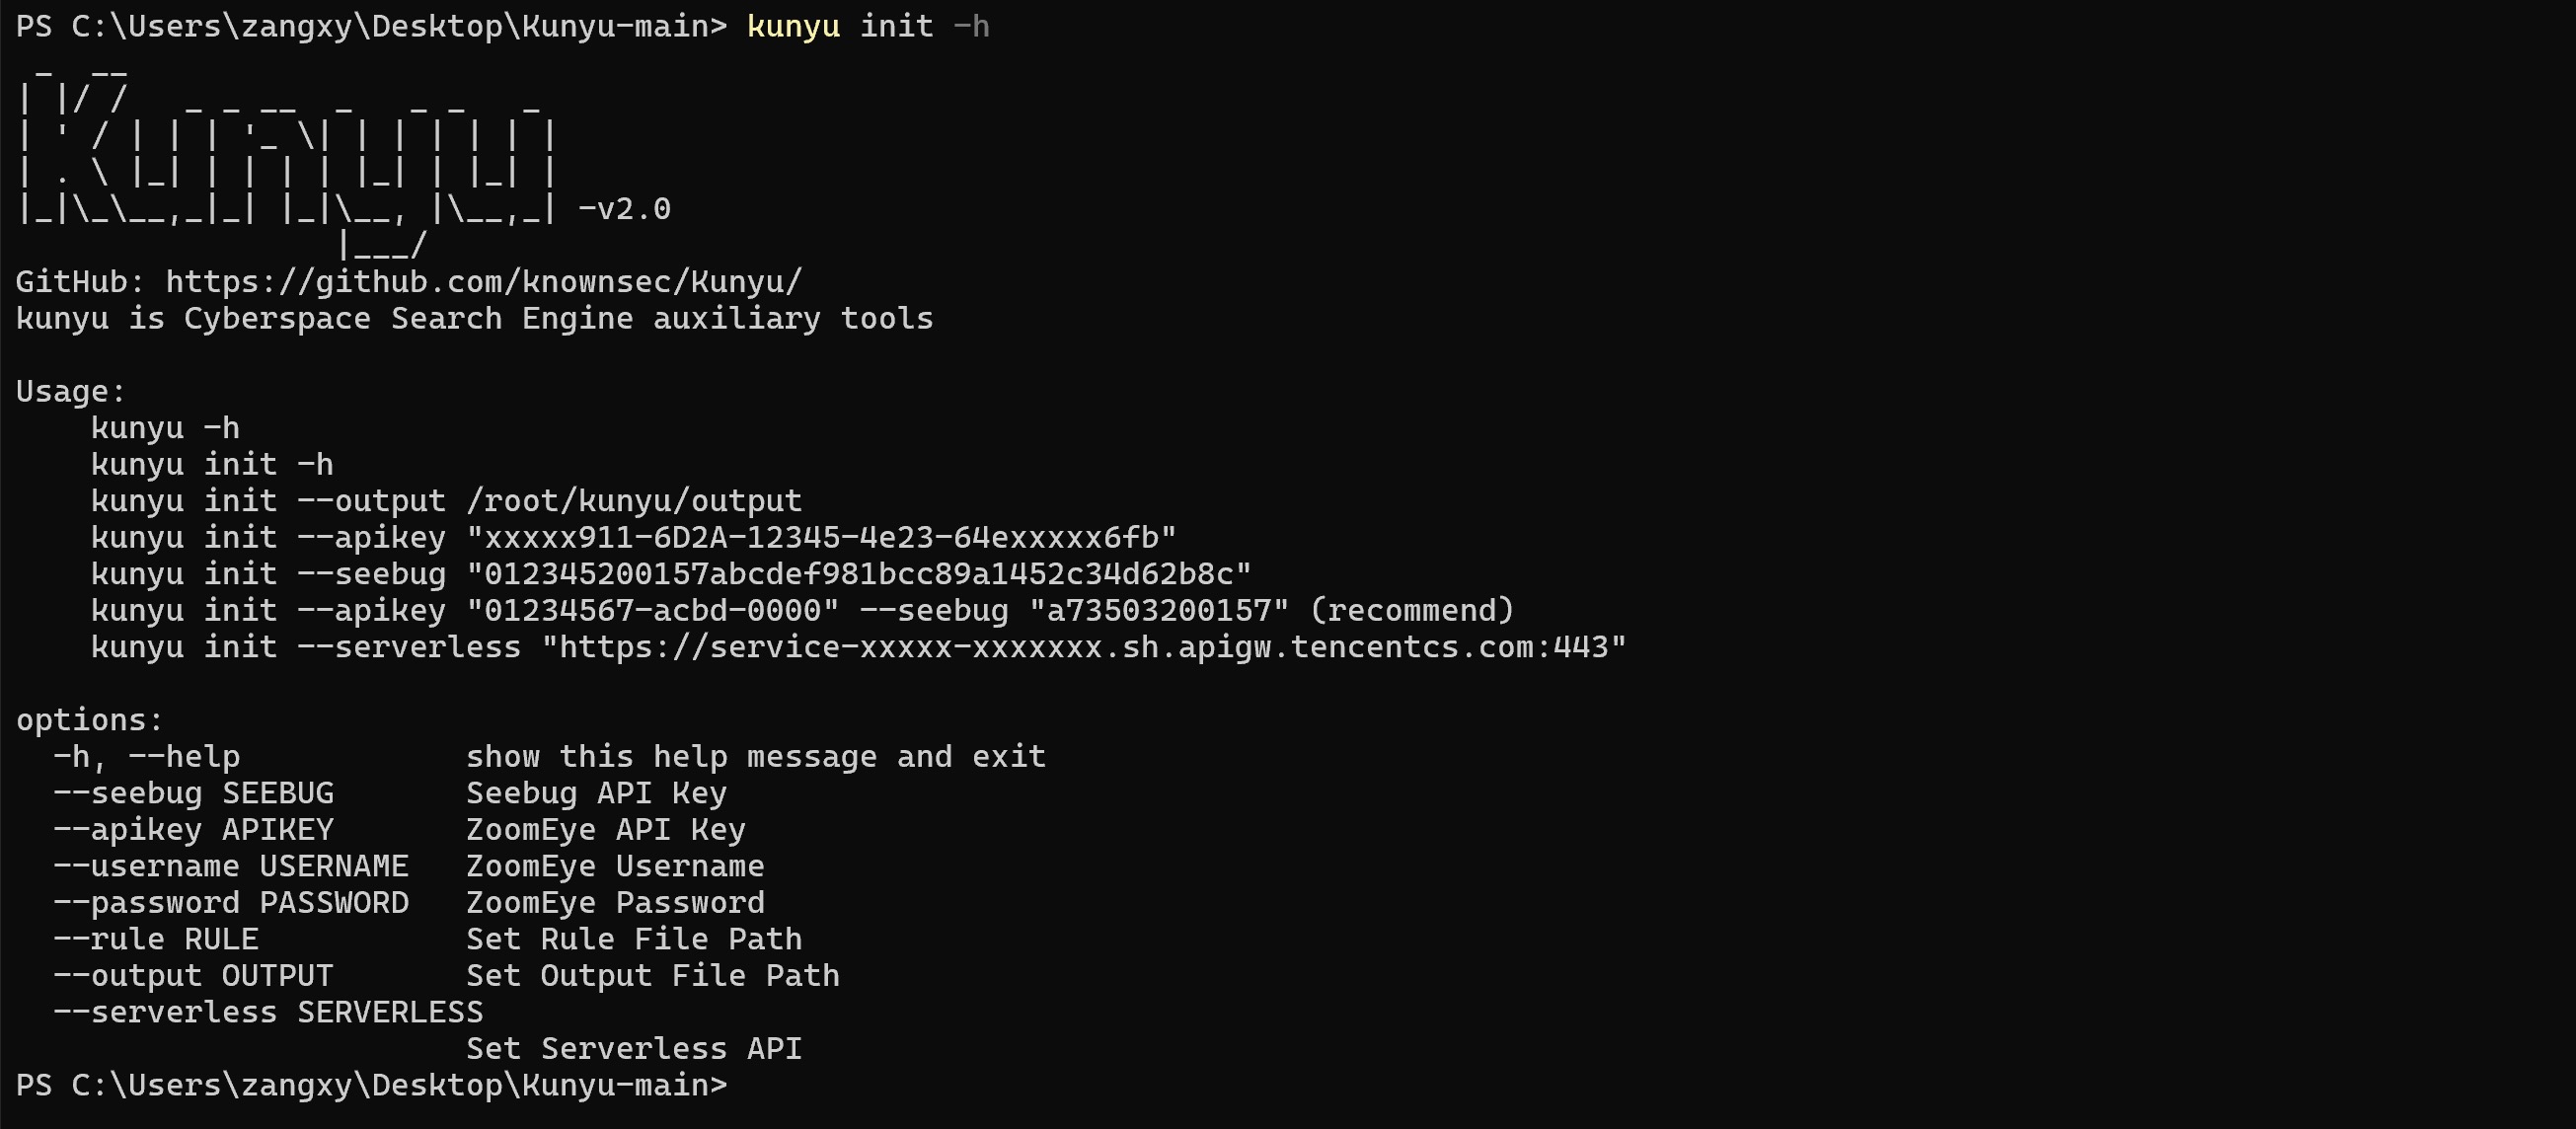 PS C:\Users\zangxy\Desktop\Kunyu-main> kunyu init -h
 _  __
| |/ /   _ _ __  _   _ _   _
| ' / | | | '_ \| | | | | | |
| . \ |_| | | | | |_| | |_| |
|_|\_\__,_|_| |_|\__, |\__,_| -v2.0
                 |___/
GitHub: https://github.com/knownsec/Kunyu/
kunyu is Cyberspace Search Engine auxiliary tools

Usage:
    kunyu -h
    kunyu init -h
    kunyu init --output /root/kunyu/output
    kunyu init --apikey "xxxxx911-6D2A-12345-4e23-64exxxxx6fb"
    kunyu init --seebug "012345200157abcdef981bcc89a1452c34d62b8c"
    kunyu init --apikey "01234567-acbd-0000" --seebug "a73503200157" (recommend)
    kunyu init --serverless "https://service-xxxxx-xxxxxxx.sh.apigw.tencentcs.com:443"

options:
  -h, --help            show this help message and exit
  --seebug SEEBUG       Seebug API Key
  --apikey APIKEY       ZoomEye API Key
  --username USERNAME   ZoomEye Username
  --password PASSWORD   ZoomEye Password
  --rule RULE           Set Rule File Path
  --output OUTPUT       Set Output File Path
  --serverless SERVERLESS
                        Set Serverless API
PS C:\Users\zangxy\Desktop\Kunyu-main>